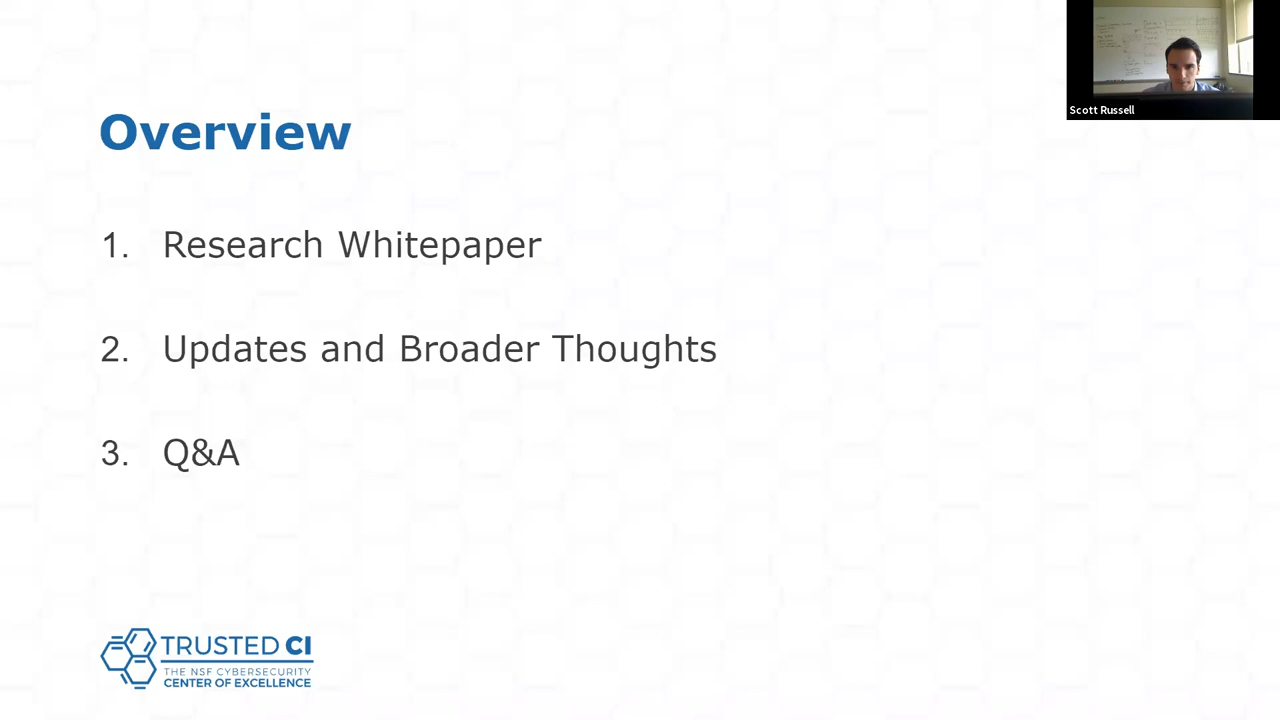 Scott Russell
Overview
1. Research Whitepaper
2. Updates and Broader Thoughts
3. Q&A
TRUSTED CI
THE NSF CYBERSECURITY
CENTER OF EXCELLENCE